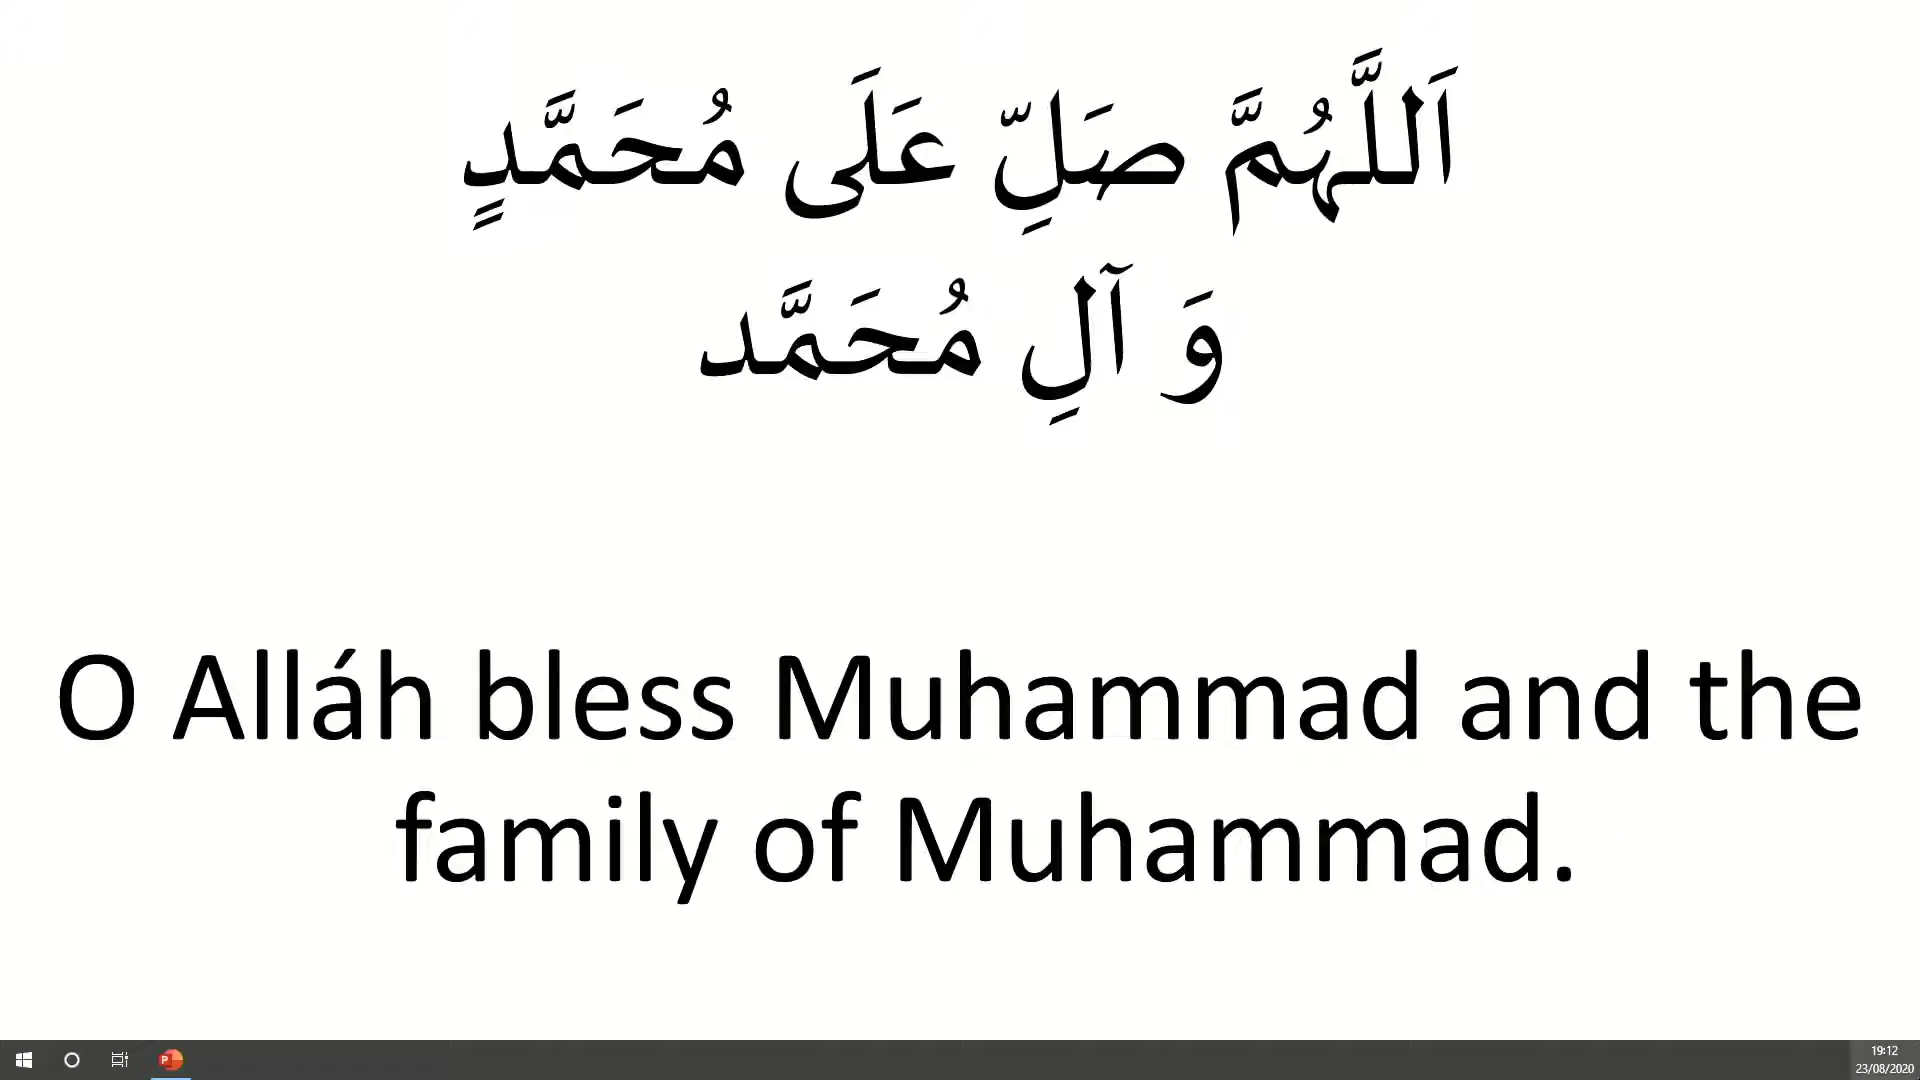 اَللَّهُمَّ صَلِّ عَلَى مُحَمَّدٍ
وَ آلِ مُحَمَّد
O Alláh bless Muhammad and the
family of Muhammad.
19:12
23/08/2020